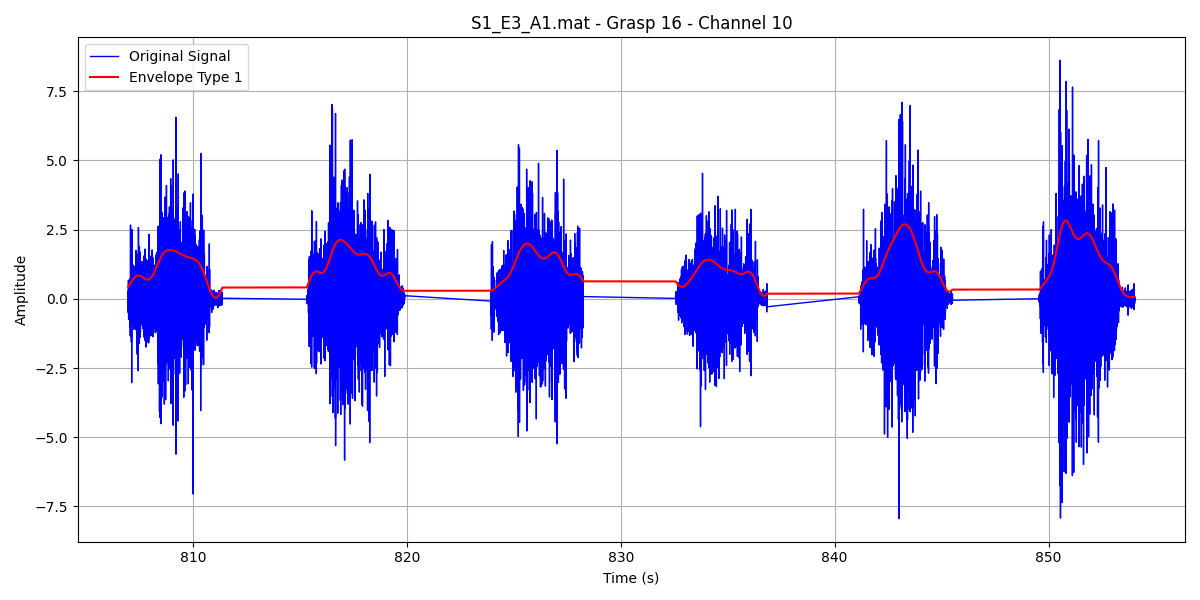 S1_E3_A1.mat - Grasp 16 - Channel 10
Original Signal
Envelope Type 1
7.5
5.0
2.5
0.0
−2.5
−5.0
−7.5
Amplitude
810 820 830 840 850
Time (s)